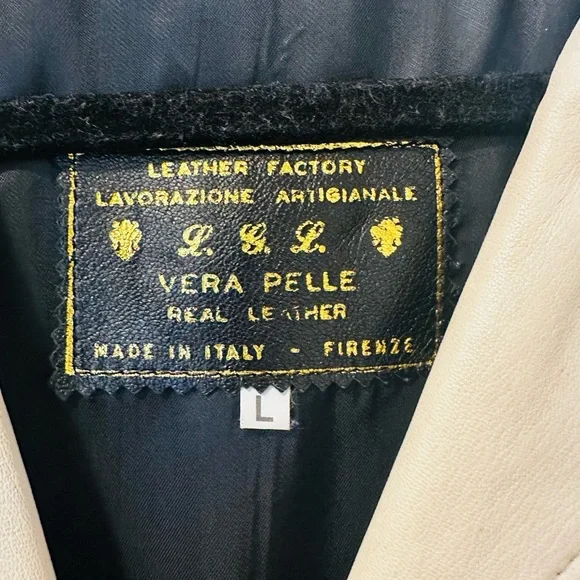 LEATHER FACTORY
LAVORAZIONE ARTIGIANALE
L. G. L.
VERA PELLE
REAL LEATHER
MADE IN ITALY - FIRENZE
L